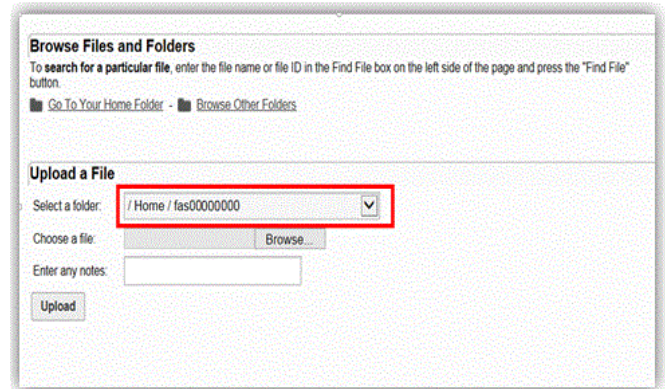 Browse Files and Folders
To search for a particular file, enter the file name or file ID in the Find File box on the left side of the page and press the "Find File"
button.
Go To Your Home Folder - Browse Other Folders
Upload a File
Select a folder: / Home / fas00000000
Choose a file: Browse...
Enter any notes:
Upload